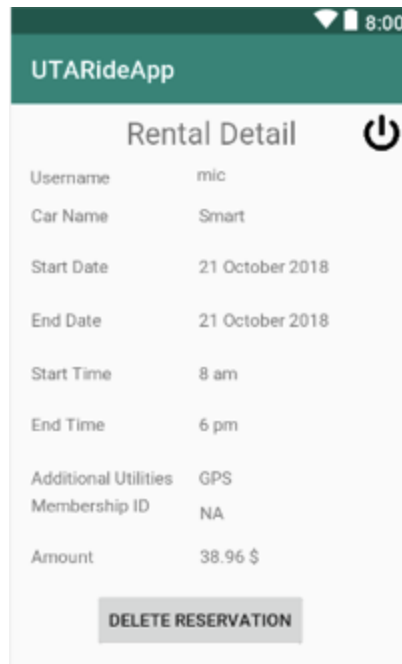 8:00
UTARideApp
Rental Detail
Username mic
Car Name Smart
Start Date 21 October 2018
End Date 21 October 2018
Start Time 8 am
End Time 6 pm
Additional Utilities GPS
Membership ID NA
Amount 38.96 $
DELETE RESERVATION